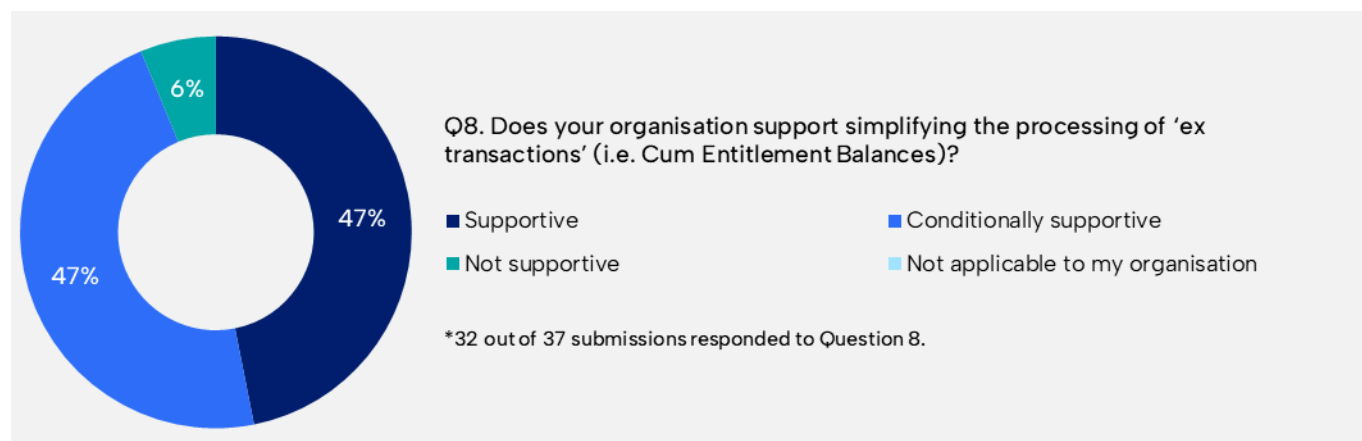 6%
47%
47%
Q8. Does your organisation support simplifying the processing of ‘ex
transactions’ (i.e. Cum Entitlement Balances)?
Supportive
Conditionally supportive
Not supportive
Not applicable to my organisation
*32 out of 37 submissions responded to Question 8.